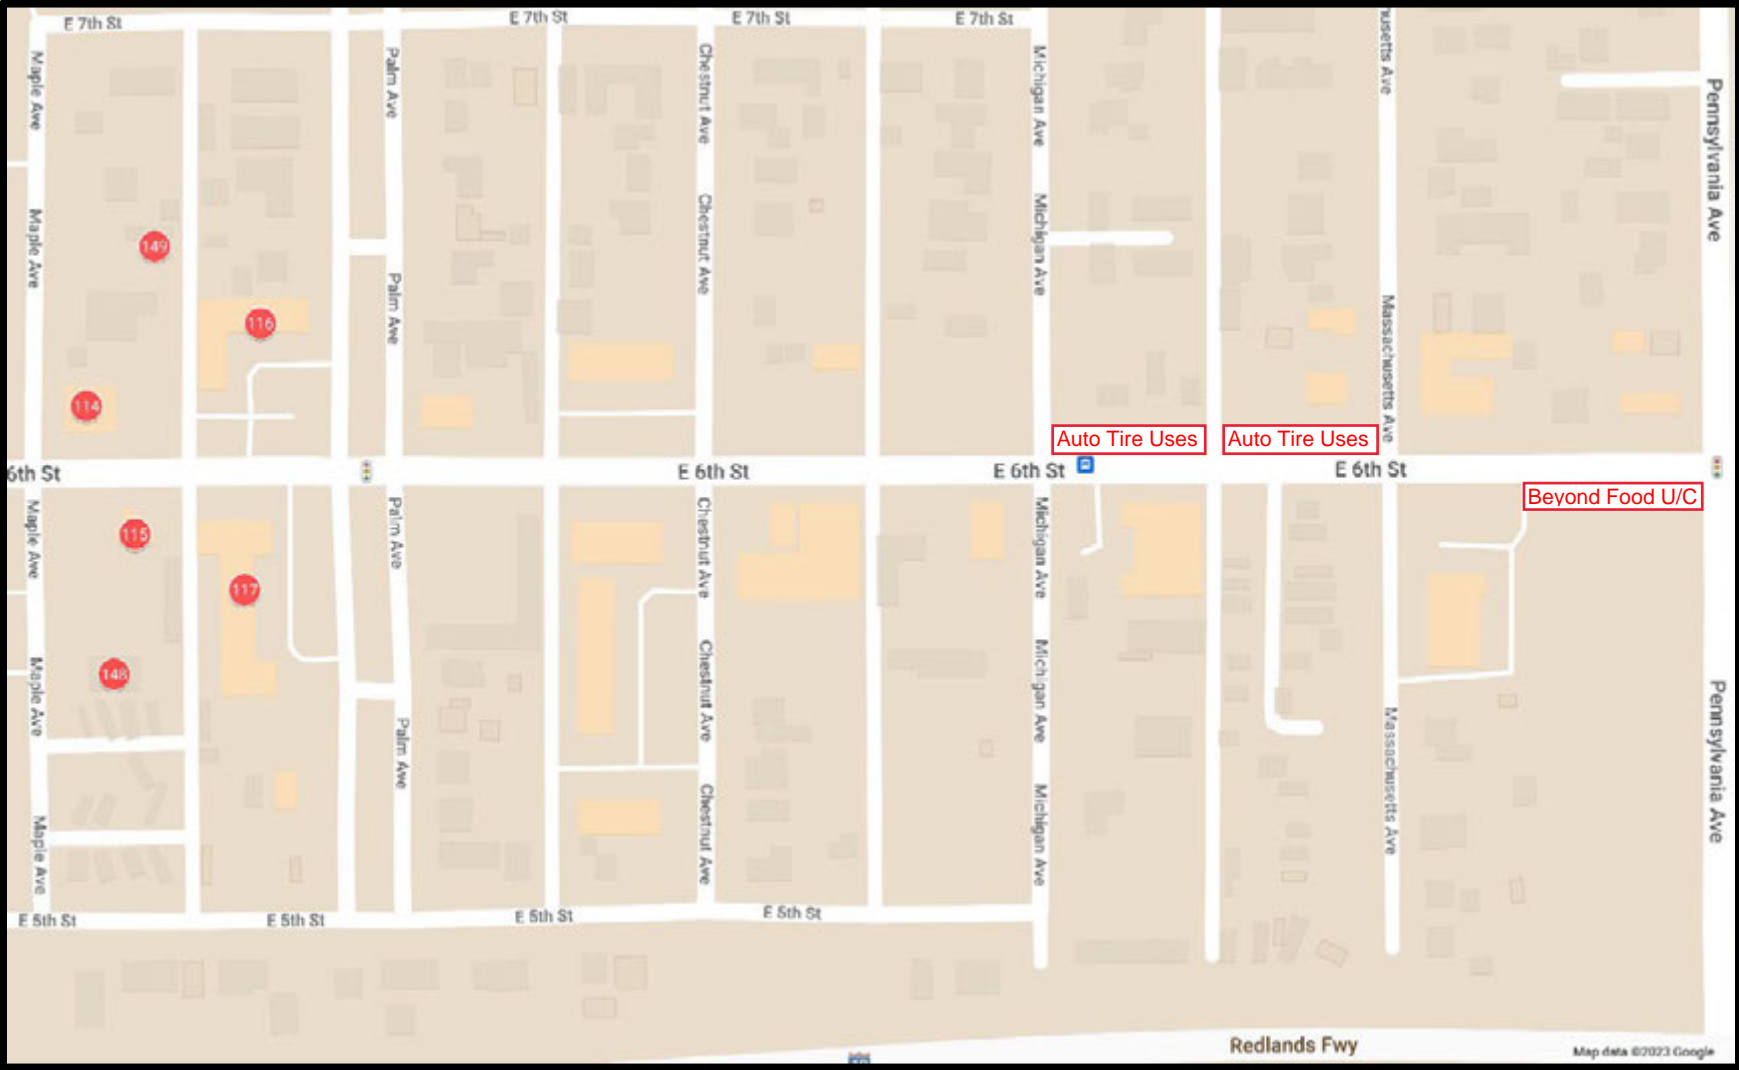 E 7th St
E 7th St
E 7th St
E 7th St
Maple Ave
Palm Ave
Chestnut Ave
Michigan Ave
usetts Ave
Pennsylvania Ave
Maple Ave
149
Palm Ave
Chestnut Ave
Michigan Ave
116
Massachusetts Ave
114
Auto Tire Uses
Auto Tire Uses
6th St
E 6th St
E 6th St
E 6th St
Beyond Food U/C
Maple Ave
115
Palm Ave
Chestnut Ave
Michigan Ave
117
148
Maple Ave
Palm Ave
Chestnut Ave
Michigan Ave
Massachusetts Ave
Pennsylvania Ave
Maple Ave
Chestnut Ave
Michigan Ave
E 5th St
E 5th St
E 5th St
E 5th St
Redlands Fwy
Map data ©2023 Google